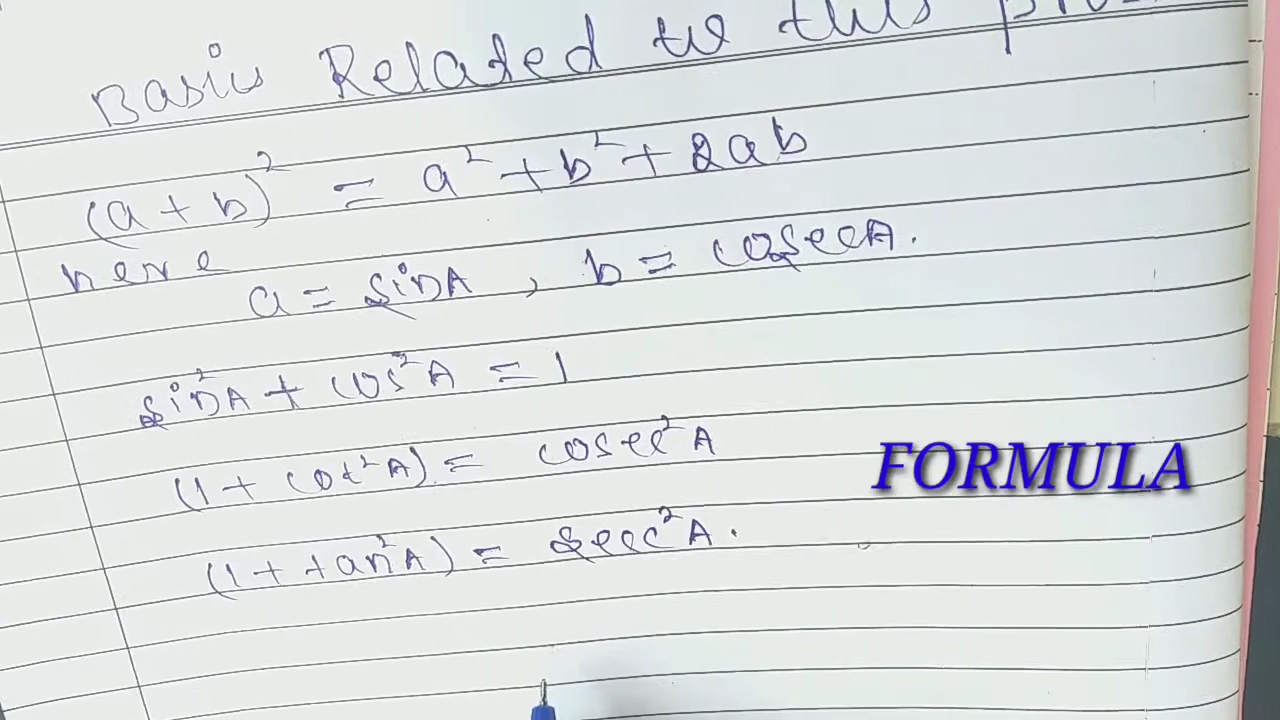 Basic Related to this
(a + b)² = a² + b² + 2ab
here
a = sinA , b = cosecA.
sin²A + cos²A = 1
(1 + cot²A) = cosec²A
FORMULA
(1 + tan²A) = sec²A.